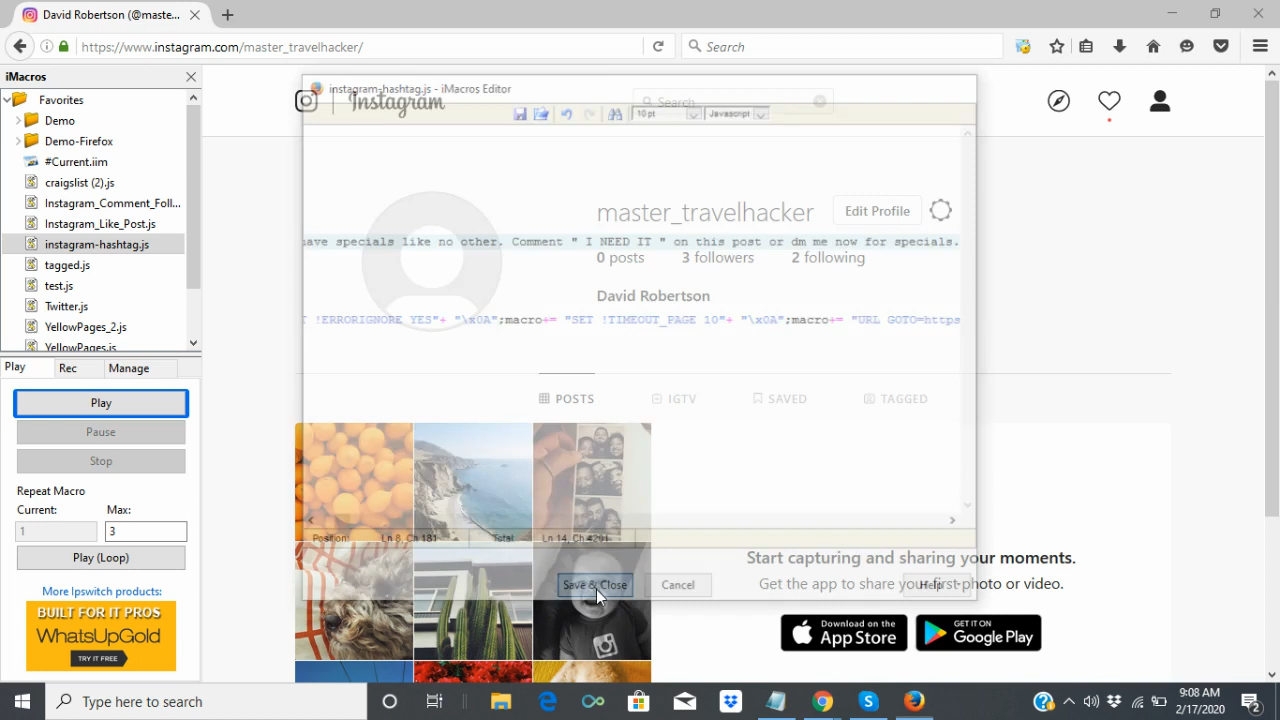 David Robertson (@maste...
https://www.instagram.com/master_travelhacker/
Search
iMacros
Favorites
Demo
Demo-Firefox
#Current.iim
craigslist (2).js
Instagram_Comment_Foll...
Instagram_Like_Post.js
instagram-hashtag.js
tagged.js
test.js
Twitter.js
YellowPages_2.js
YellowPages.js
Play Rec Manage
Play
Pause
Stop
Repeat Macro
Current: Max:
1 3
Play (Loop)
More Ipswitch products:
BUILT FOR IT PROS
WhatsUpGold
TRY IT FREE
instagram-hashtag.js - iMacros Editor
Instagram
Search
10 pt Javascript
master_travelhacker
Edit Profile
have specials like no other. Comment " I NEED IT " on this post or dm me now for specials.
0 posts 3 followers 2 following
David Robertson
!ERRORIGNORE YES"+ "\x0A";macro+= "SET !TIMEOUT_PAGE 10"+ "\x0A";macro+= "URL GOTO=https
POSTS IGTV SAVED TAGGED
Position: Ln 8, Ch 181 Total:
Save & Close Cancel Help
Start capturing and sharing your moments.
Get the app to share your first photo or video.
Download on the
App Store
GET IT ON
Google Play
Type here to search
9:08 AM
2/17/2020
2